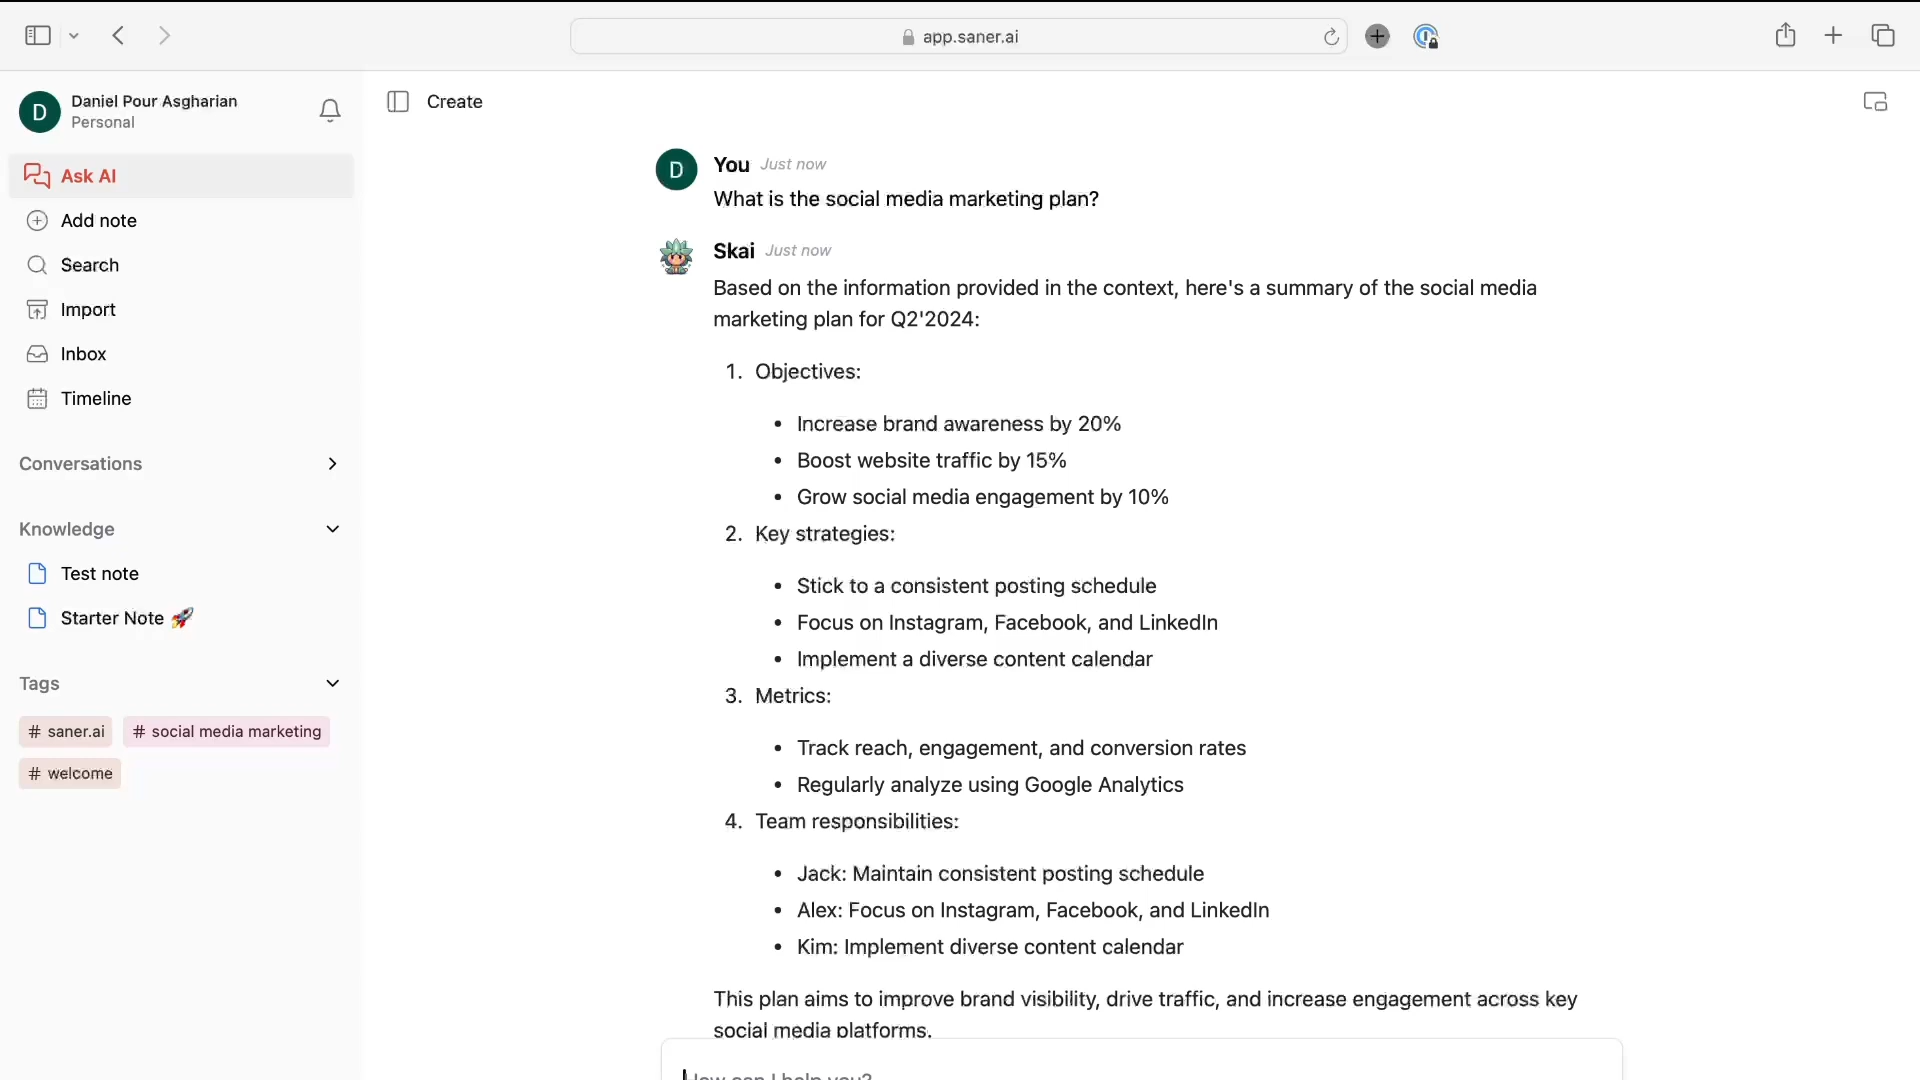 app.saner.ai
D
Daniel Pour Asgharian
Personal
Ask AI
Add note
Search
Import
Inbox
Timeline
Conversations
Knowledge
Test note
Starter Note 🚀
Tags
# saner.ai # social media marketing
# welcome
Create
D
You Just now
What is the social media marketing plan?
Skai Just now
Based on the information provided in the context, here's a summary of the social media
marketing plan for Q2'2024:
1. Objectives:
• Increase brand awareness by 20%
• Boost website traffic by 15%
• Grow social media engagement by 10%
2. Key strategies:
• Stick to a consistent posting schedule
• Focus on Instagram, Facebook, and LinkedIn
• Implement a diverse content calendar
3. Metrics:
• Track reach, engagement, and conversion rates
• Regularly analyze using Google Analytics
4. Team responsibilities:
• Jack: Maintain consistent posting schedule
• Alex: Focus on Instagram, Facebook, and LinkedIn
• Kim: Implement diverse content calendar
This plan aims to improve brand visibility, drive traffic, and increase engagement across key
social media platforms.
How can I help you?